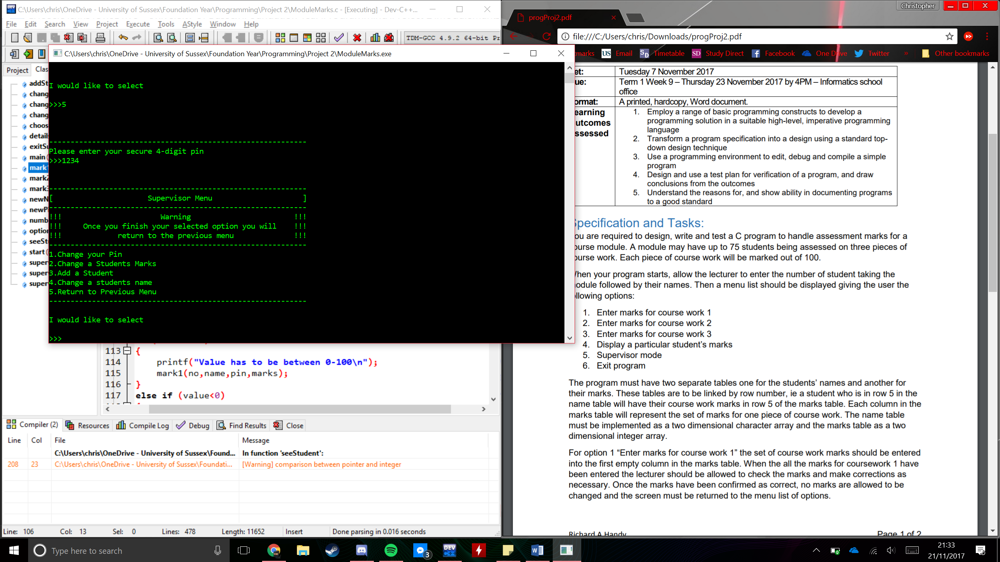 C:\Users\chris\OneDrive - University of Sussex\Foundation Year\Programming\Project 2\ModuleMarks.c - [Executing] - Dev-C++...
File Edit Search View Project Execute Tools AStyle Window Help
TDM-GCC 4.9.2 64-bit Pr
Project Clas
addSt
chang
chang
chang
choos
details
exitSu
main(
mark1
mark2
mark3
newN
newPi
numb
option
seeSt
start(
super
super
super
C:\Users\chris\OneDrive - University of Sussex\Foundation Year\Programming\Project 2\ModuleMarks.exe
I would like to select
>>>5
------------------------------------------------------------
Please enter your secure 4-digit pin
>>>1234
------------------------------------------------------------
[ Supervisor Menu ]
------------------------------------------------------------
!!! Warning !!!
!!! Once you finish your selected option you will !!!
!!! return to the previous menu !!!
------------------------------------------------------------
1.Change your Pin
2.Change a Students Marks
3.Add a Student
4.Change a students name
5.Return to Previous Menu
------------------------------------------------------------
I would like to select
>>>
113 {
114 printf("Value has to be between 0-100\n");
115 mark1(no,name,pin,marks);
116 }
117 else if (value<0)
Compiler (2) Resources Compile Log Debug Find Results Close
Line Col File Message
C:\Users\chris\OneDrive - University of Sussex\Found... In function 'seeStudent':
208 23 C:\Users\chris\OneDrive - University of Sussex\Foundati... [Warning] comparison between pointer and integer
Line: 106 Col: 13 Sel: 0 Lines: 478 Length: 11652 Insert Done parsing in 0.016 seconds
Christopher
progProj2.pdf
file:///C:/Users/chris/Downloads/progProj2.pdf
marks Email Timetable SD Study Direct Facebook One Drive Twitter » Other bookmarks
et: Tuesday 7 November 2017
ue: Term 1 Week 9 – Thursday 23 November 2017 by 4PM – Informatics school
office
ormat: A printed, hardcopy, Word document.
earning
utcomes
ssessed
1. Employ a range of basic programming constructs to develop a
programming solution in a suitable high-level, imperative programming
language
2. Transform a program specification into a design using a standard top-
down design technique
3. Use a programming environment to edit, debug and compile a simple
program
4. Design and use a test plan for verification of a program, and draw
conclusions from the outcomes
5. Understand the reasons for, and show ability in documenting programs
to a good standard
Specification and Tasks:
ou are required to design, write and test a C program to handle assessment marks for a
ourse module. A module may have up to 75 students being assessed on three pieces of
ourse work. Each piece of course work will be marked out of 100.
hen your program starts, allow the lecturer to enter the number of student taking the
odule followed by their names. Then a menu list should be displayed giving the user the
ollowing options:
1. Enter marks for course work 1
2. Enter marks for course work 2
3. Enter marks for course work 3
4. Display a particular student’s marks
5. Supervisor mode
6. Exit program
The program must have two separate tables one for the students’ names and another for
their marks. These tables are to be linked by row number, ie a student who is in row 5 in the
name table will have their course work marks in row 5 of the marks table. Each column in the
marks table will represent the set of marks for one piece of course work. The name table
must be implemented as a two dimensional character array and the marks table as a two
dimensional integer array.
For option 1 “Enter marks for course work 1” the set of course work marks should be entered
into the first empty column in the marks table. When the all the marks for coursework 1 have
been entered the lecturer should be allowed to check the marks and make corrections as
necessary. Once the marks have been confirmed as correct, no marks are allowed to be
changed and the screen must be returned to the menu list of options.
Richard A Handy Page 1 of 2
Type here to search
3
DEV C++
21:33
21/11/2017